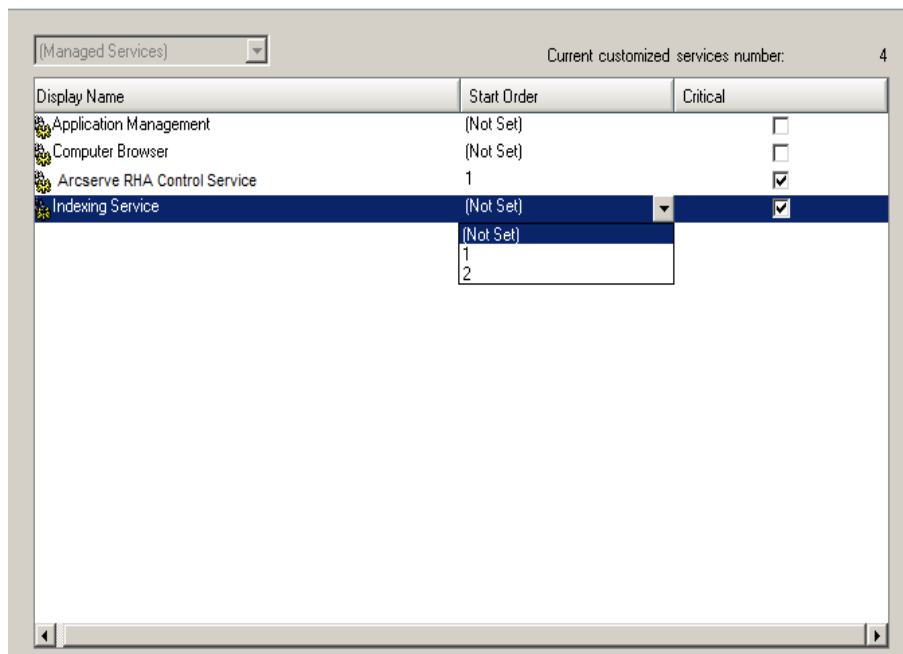 (Managed Services)
Current customized services number: 4
Display Name Start Order Critical
Application Management (Not Set)
Computer Browser (Not Set)
Arcserve RHA Control Service 1
Indexing Service (Not Set)
(Not Set)
1
2